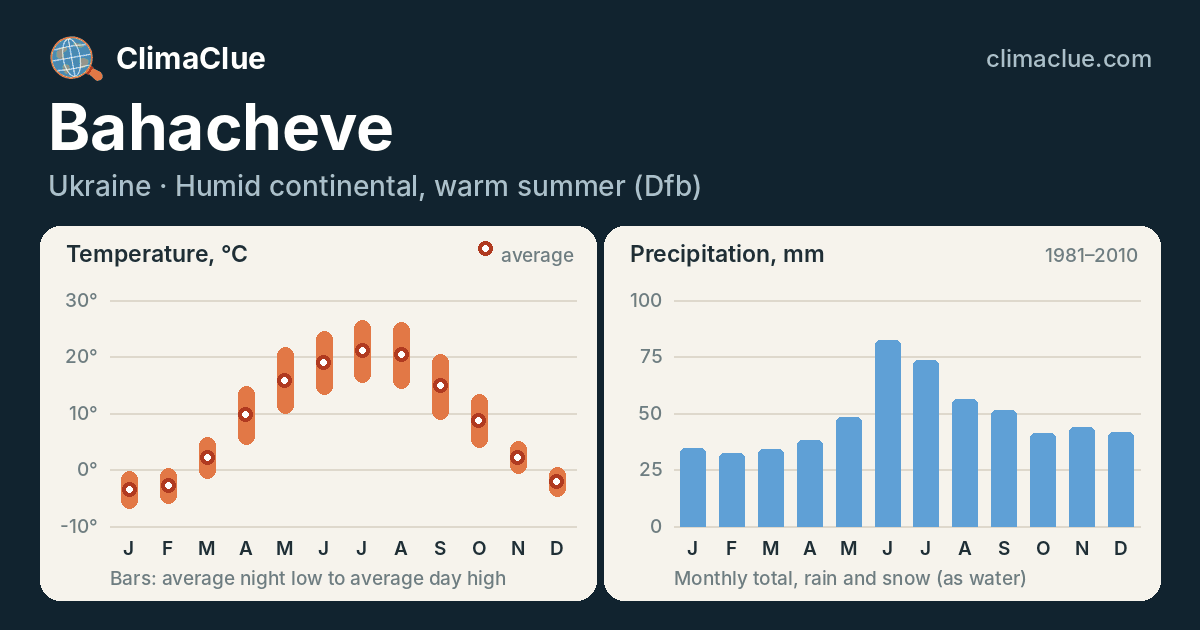 ClimaClue
climaclue.com
Bahacheve
Ukraine · Humid continental, warm summer (Dfb)
Temperature, °C
average
30°
20°
10°
0°
-10°
J F M A M J J A S O N D
Bars: average night low to average day high
Precipitation, mm
1981–2010
100
75
50
25
0
J F M A M J J A S O N D
Monthly total, rain and snow (as water)